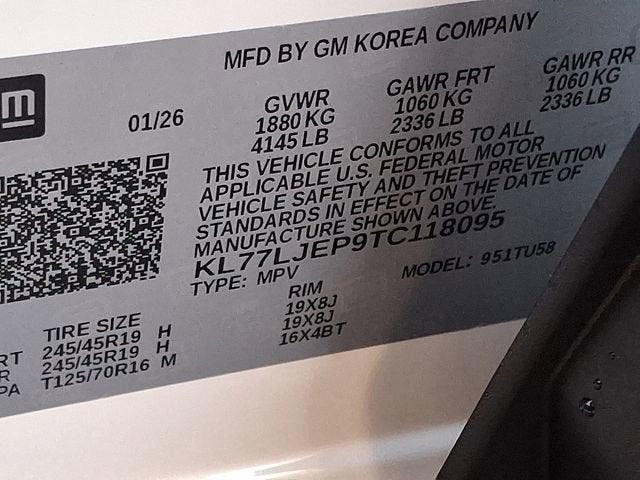 MFD BY GM KOREA COMPANY
gm
01/26
GVWR GAWR FRT GAWR RR
1880 KG 1060 KG 1060 KG
4145 LB 2336 LB 2336 LB
THIS VEHICLE CONFORMS TO ALL
APPLICABLE U.S. FEDERAL MOTOR
VEHICLE SAFETY AND THEFT PREVENTION
STANDARDS IN EFFECT ON THE DATE OF
MANUFACTURE SHOWN ABOVE.
KL77LJEP9TC118095
TYPE: MPV MODEL: 951TU58
TIRE SIZE RIM
RT 245/45R19 H 19X8J
R 245/45R19 H 19X8J
PA T125/70R16 M 16X4BT